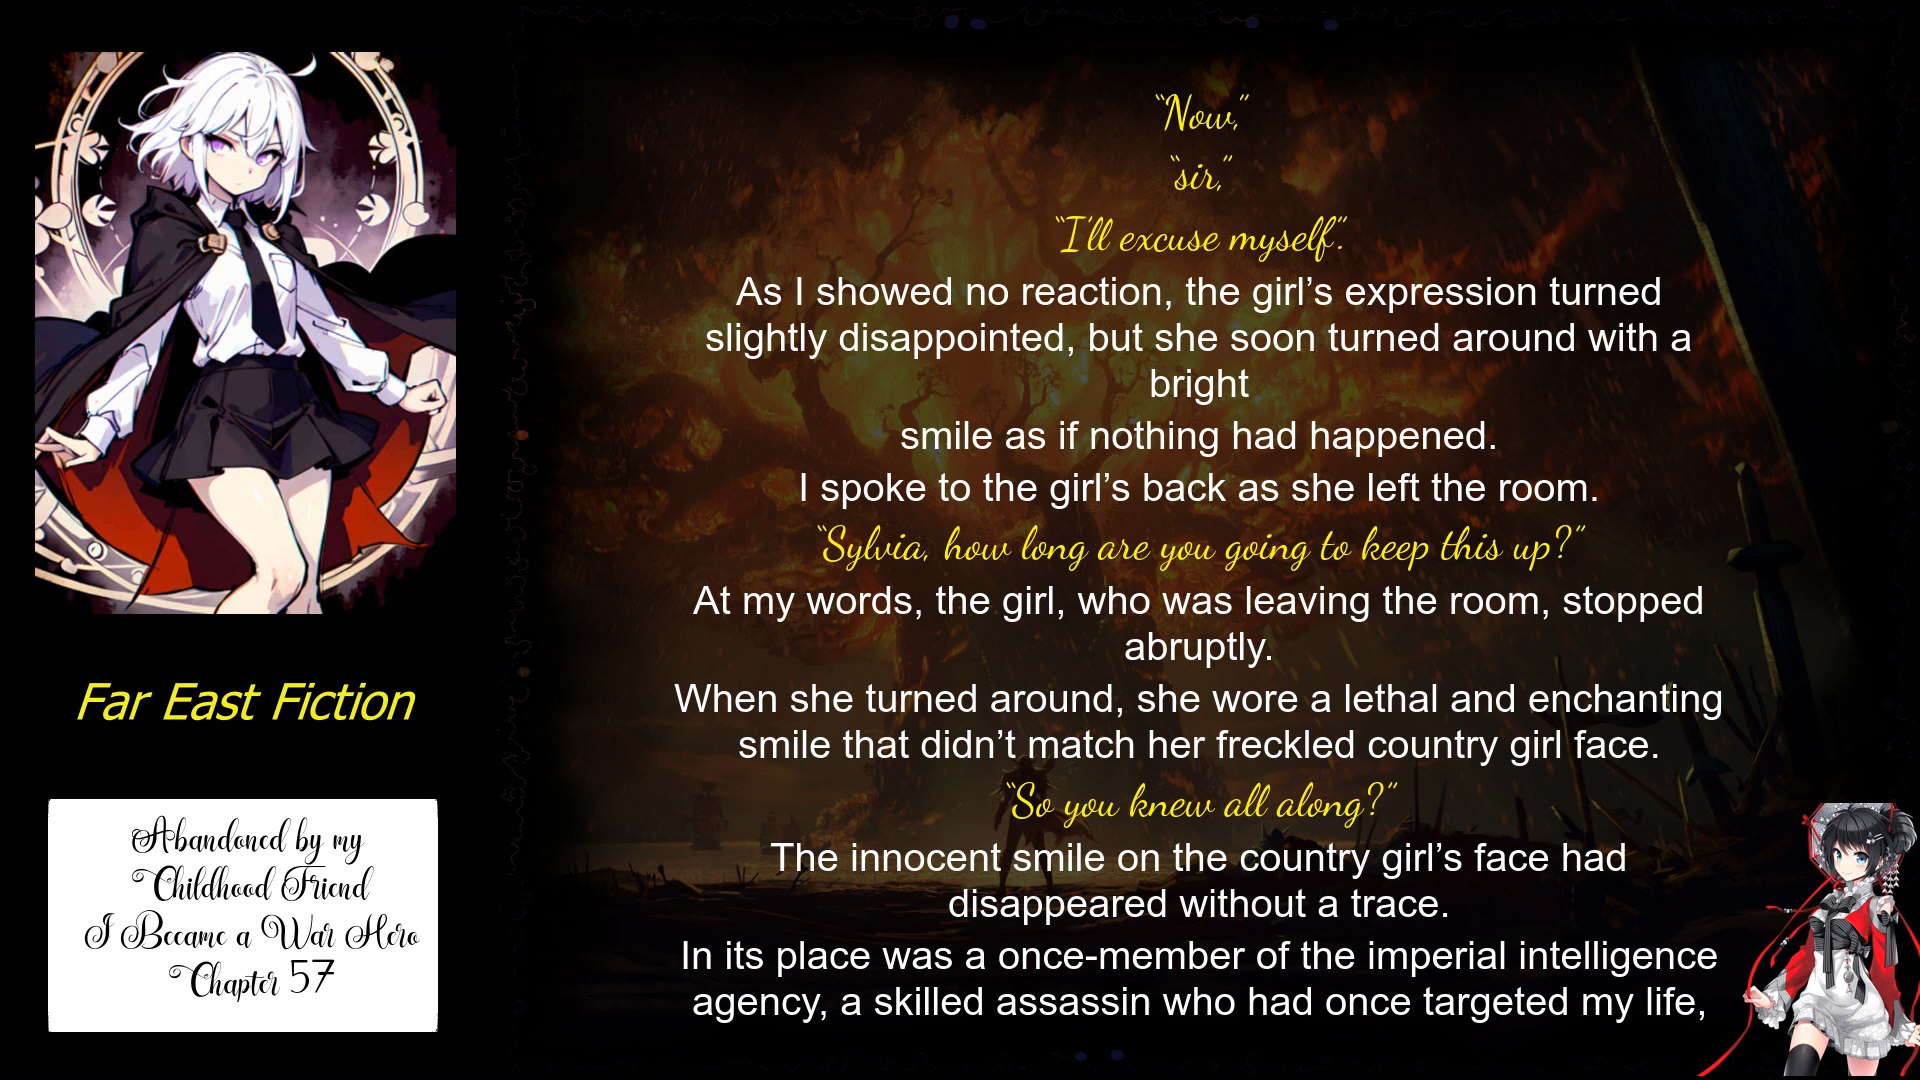 “Now,”
“sir,”
“I’ll excuse myself”.
As I showed no reaction, the girl’s expression turned
slightly disappointed, but she soon turned around with a
bright
smile as if nothing had happened.
I spoke to the girl’s back as she left the room.
“Sylvia, how long are you going to keep this up?”
At my words, the girl, who was leaving the room, stopped
abruptly.
When she turned around, she wore a lethal and enchanting
smile that didn’t match her freckled country girl face.
“So you knew all along?”
The innocent smile on the country girl’s face had
disappeared without a trace.
In its place was a once-member of the imperial intelligence
agency, a skilled assassin who had once targeted my life,
Far East Fiction
Abandoned by my
Childhood Friend
I Became a War Hero
Chapter 57